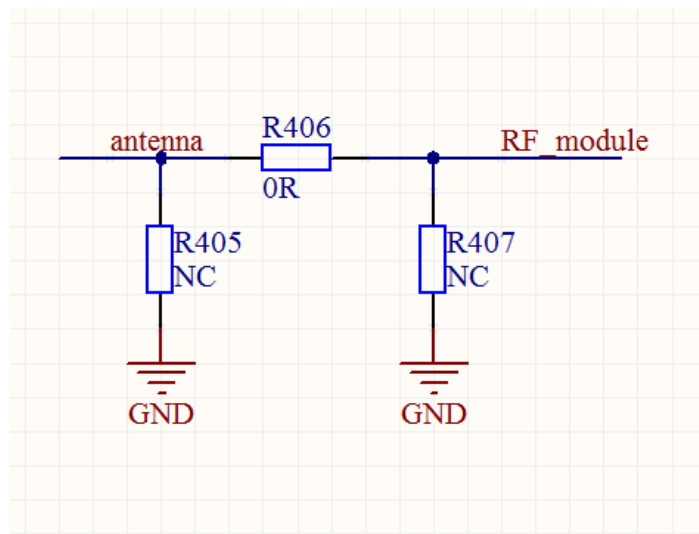 R406
antenna
RF_module
0R
R405
NC
R407
NC
GND
GND